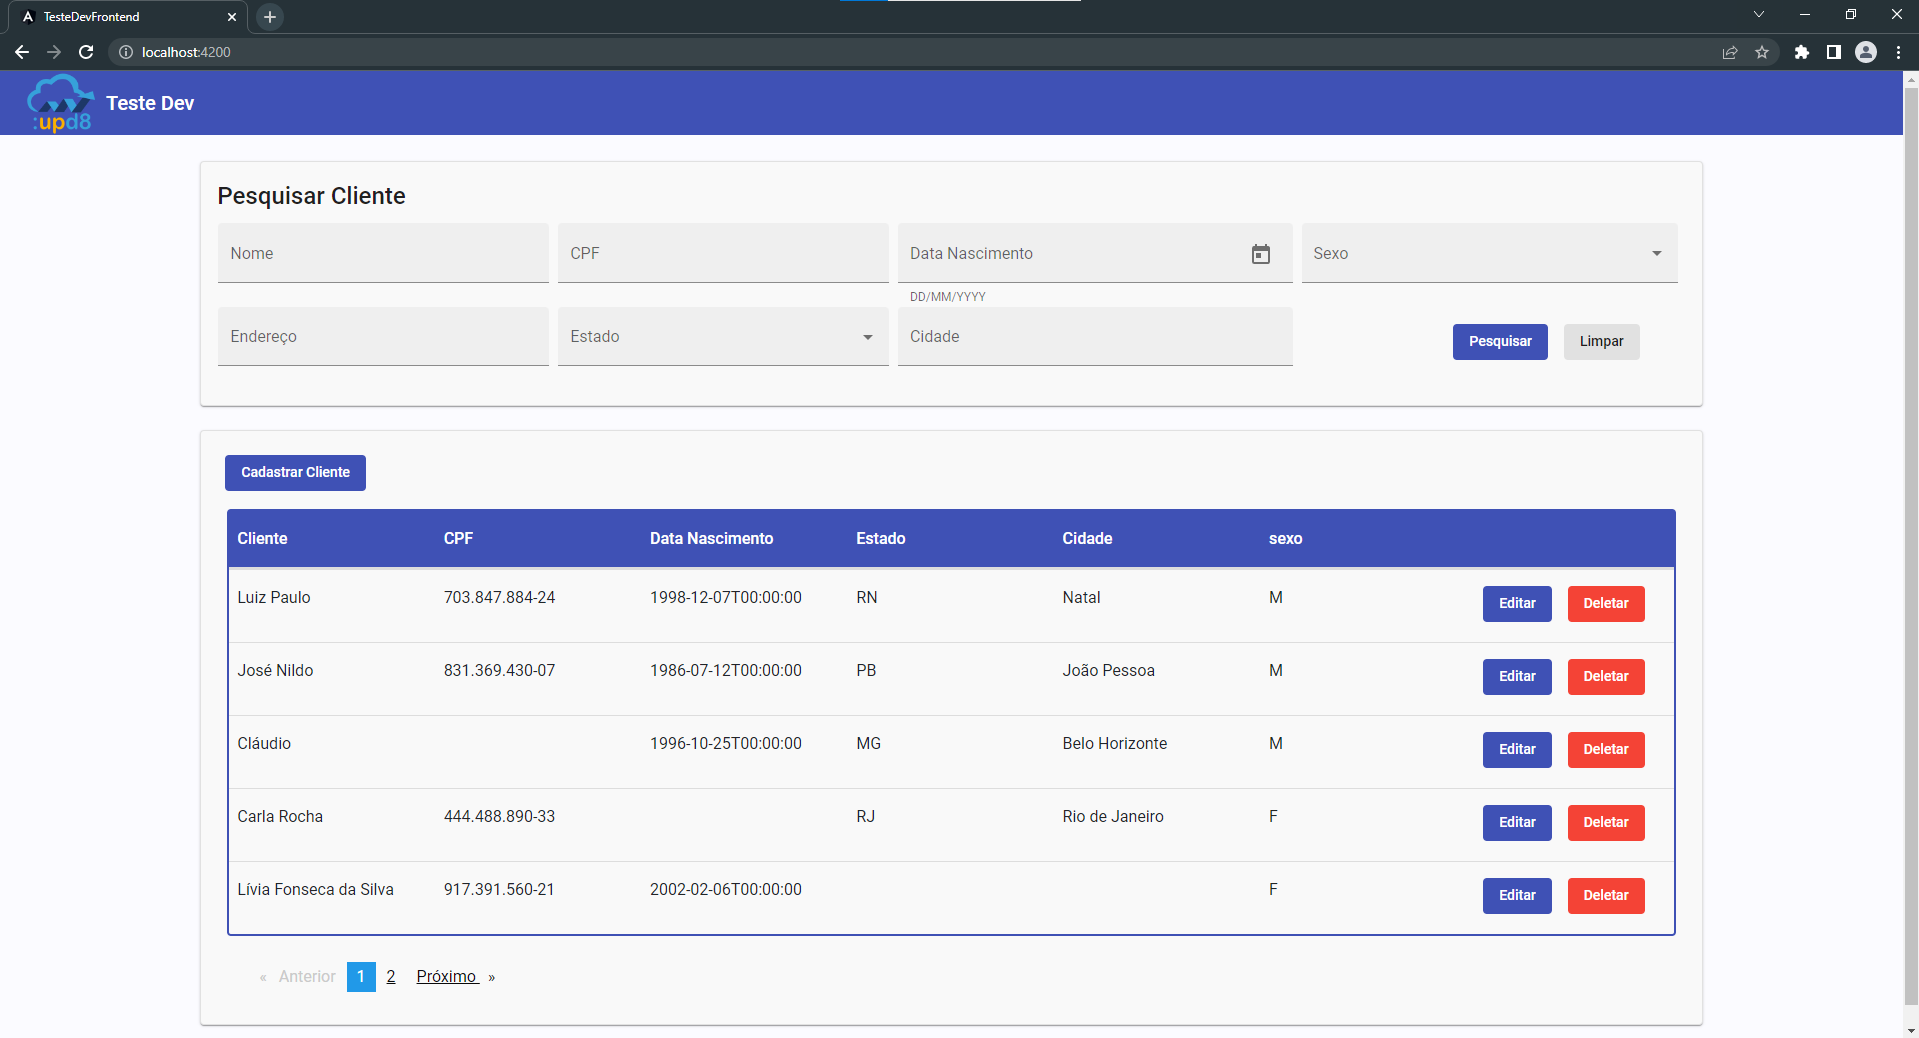 TesteDevFrontend
localhost:4200
:upd8 Teste Dev
Pesquisar Cliente
Nome CPF Data Nascimento Sexo
DD/MM/YYYY
Endereço Estado Cidade Pesquisar Limpar
Cadastrar Cliente
Cliente CPF Data Nascimento Estado Cidade sexo
Luiz Paulo 703.847.884-24 1998-12-07T00:00:00 RN Natal M Editar Deletar
José Nildo 831.369.430-07 1986-07-12T00:00:00 PB João Pessoa M Editar Deletar
Cláudio 1996-10-25T00:00:00 MG Belo Horizonte M Editar Deletar
Carla Rocha 444.488.890-33 RJ Rio de Janeiro F Editar Deletar
Lívia Fonseca da Silva 917.391.560-21 2002-02-06T00:00:00 F Editar Deletar
« Anterior 1 2 Próximo »